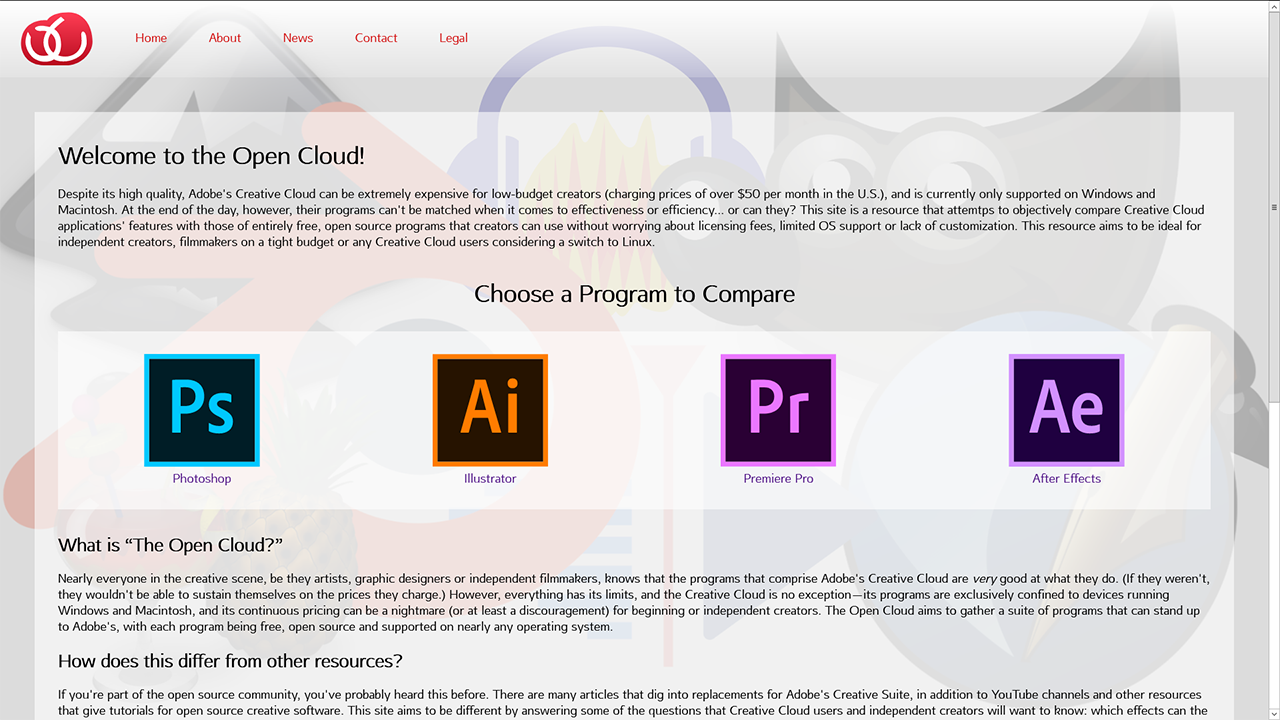 Home About News Contact Legal
Welcome to the Open Cloud!
Despite its high quality, Adobe's Creative Cloud can be extremely expensive for low-budget creators (charging prices of over $50 per month in the U.S.), and is currently only supported on Windows and
Macintosh. At the end of the day, however, their programs can't be matched when it comes to effectiveness or efficiency... or can they? This site is a resource that attemtps to objectively compare Creative Cloud
applications' features with those of entirely free, open source programs that creators can use without worrying about licensing fees, limited OS support or lack of customization. This resource aims to be ideal for
independent creators, filmmakers on a tight budget or any Creative Cloud users considering a switch to Linux.
Choose a Program to Compare
Ps Ai Pr Ae
Photoshop Illustrator Premiere Pro After Effects
What is “The Open Cloud?”
Nearly everyone in the creative scene, be they artists, graphic designers or independent filmmakers, knows that the programs that comprise Adobe's Creative Cloud are very good at what they do. (If they weren't,
they wouldn't be able to sustain themselves on the prices they charge.) However, everything has its limits, and the Creative Cloud is no exception—its programs are exclusively confined to devices running
Windows and Macintosh, and its continuous pricing can be a nightmare (or at least a discouragement) for beginning or independent creators. The Open Cloud aims to gather a suite of programs that can stand up
to Adobe's, with each program being free, open source and supported on nearly any operating system.
How does this differ from other resources?
If you're part of the open source community, you've probably heard this before. There are many articles that dig into replacements for Adobe's Creative Suite, in addition to YouTube channels and other resources
that give tutorials for open source creative software. This site aims to be different by answering some of the questions that Creative Cloud users and independent creators will want to know: which effects can the